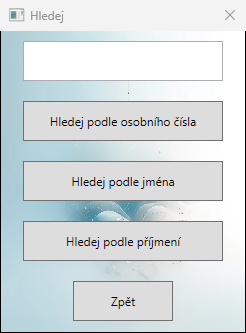 Hledej
Hledej podle osobního čísla
Hledej podle jména
Hledej podle příjmení
Zpět